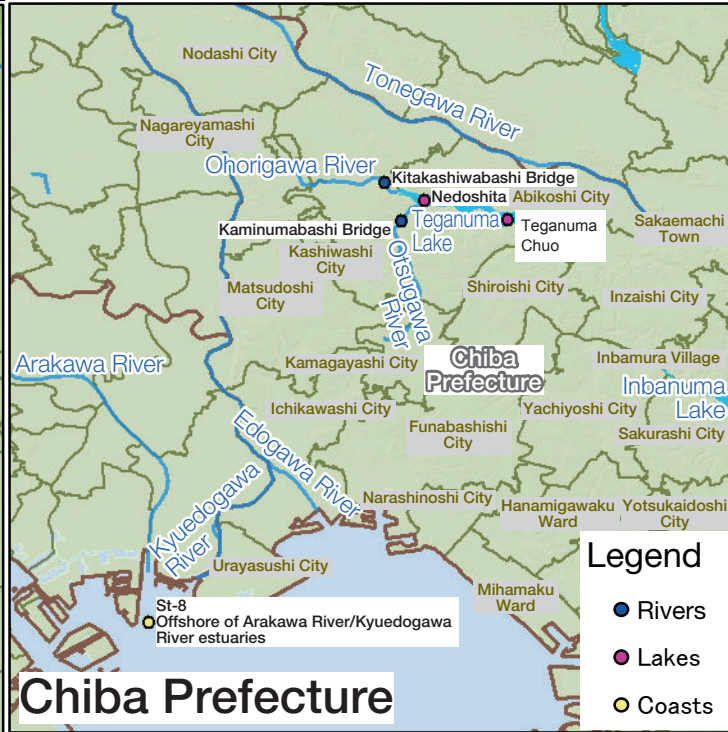 Nodashi City
Tonegawa River
Nagareyamashi
City
Ohorigawa River
Kitakashiwabashi Bridge
Nedoshita
Abikoshi City
Kaminumabashi Bridge
Teganuma
Lake
Teganuma
Chuo
Sakaemachi
Town
Kashiwashi
City
Otsugawa
River
Matsudoshi
City
Shiroishi City
Inzaishi City
Arakawa River
Kamagayashi City
Chiba
Prefecture
Inbamura Village
Inbanuma
Lake
Ichikawashi City
Yachiyoshi City
Funabashishi
City
Sakurashi City
Edogawa River
Kyuedogawa
River
Narashinoshi City
Hanamigawaku
Ward
Yotsukaidoshi
City
Urayasushi City
Mihamaku
Ward
St-8
Offshore of Arakawa River/Kyuedogawa
River estuaries
Legend
Rivers
Lakes
Coasts
Chiba Prefecture